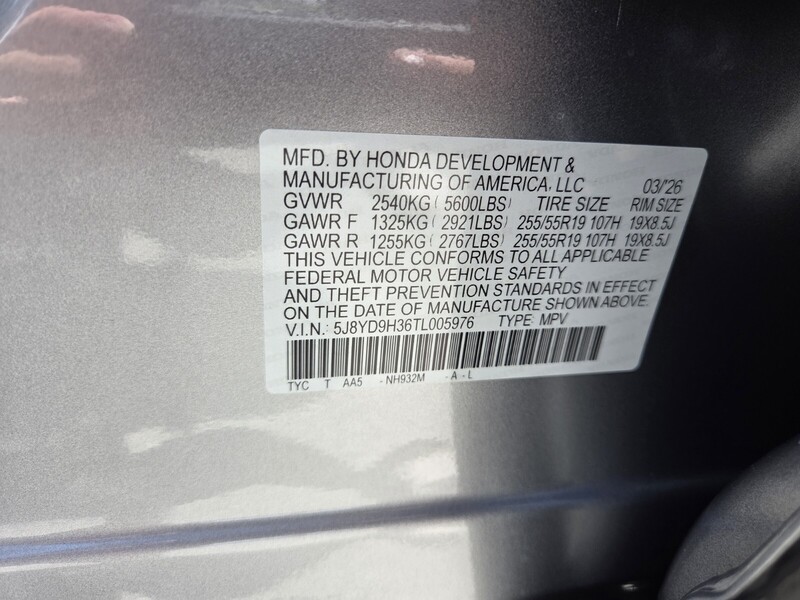 MFD. BY HONDA DEVELOPMENT &
MANUFACTURING OF AMERICA, LLC 03/'26
GVWR 2540KG ( 5600LBS) TIRE SIZE RIM SIZE
GAWR F 1325KG ( 2921LBS) 255/55R19 107H 19X8.5J
GAWR R 1255KG ( 2767LBS) 255/55R19 107H 19X8.5J
THIS VEHICLE CONFORMS TO ALL APPLICABLE
FEDERAL MOTOR VEHICLE SAFETY
AND THEFT PREVENTION STANDARDS IN EFFECT
ON THE DATE OF MANUFACTURE SHOWN ABOVE.
V.I.N.: 5J8YD9H36TL005976 TYPE: MPV
TYC T AA5 - NH932M - A - L